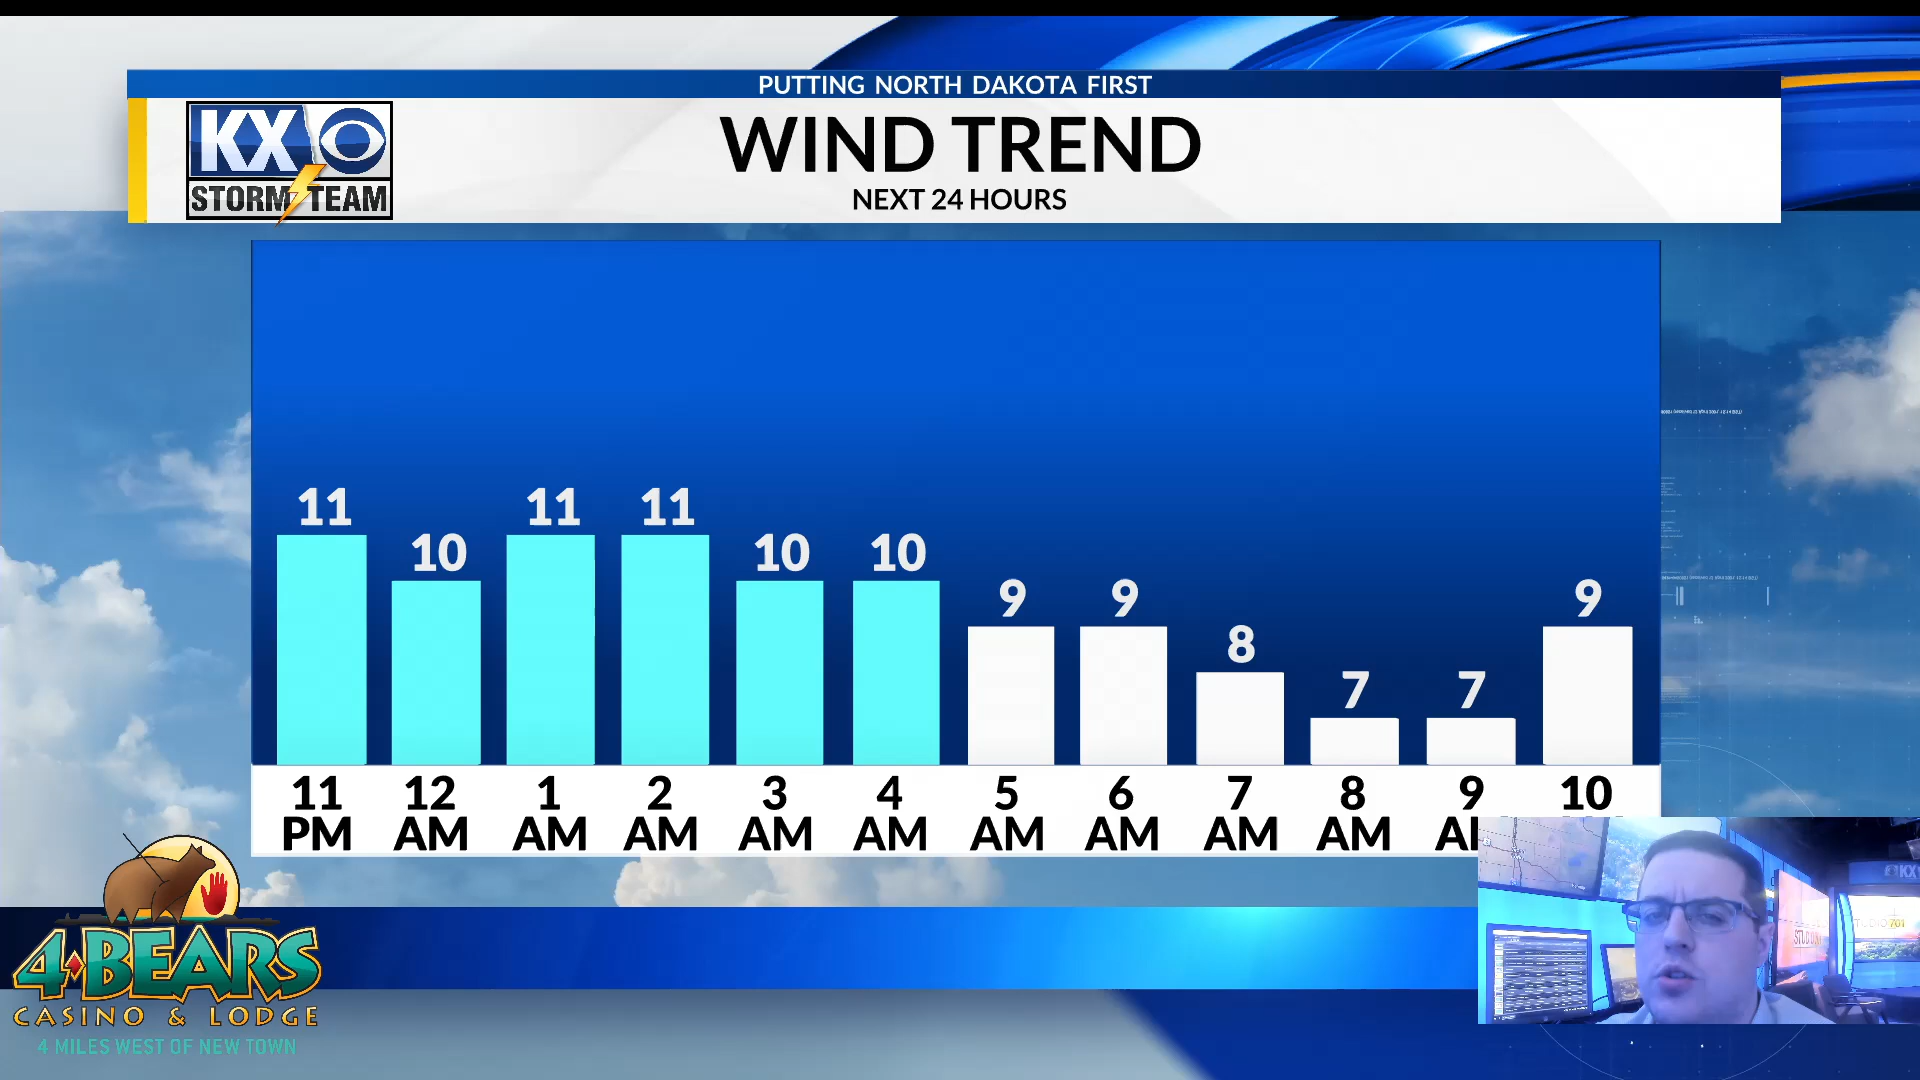 PUTTING NORTH DAKOTA FIRST
KX
STORM TEAM
WIND TREND
NEXT 24 HOURS
11 10 11 11 10 10 9 9 8 7 7 9
11 12 1 2 3 4 5 6 7 8 9 10
PM AM AM AM AM AM AM AM AM AM
4 BEARS
CASINO & LODGE
4 MILES WEST OF NEW TOWN
KX
701